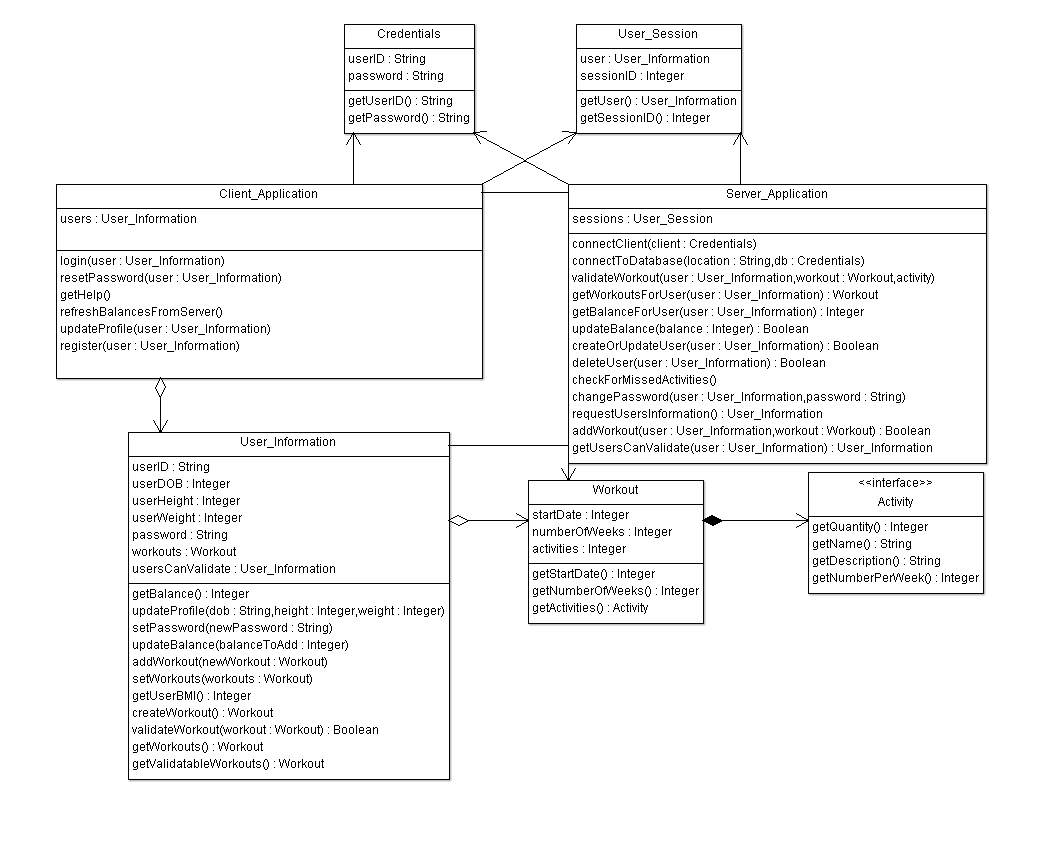 Credentials
userID : String
password : String
getUserID() : String
getPassword() : String
User_Session
user : User_Information
sessionID : Integer
getUser() : User_Information
getSessionID() : Integer
Client_Application
users : User_Information
login(user : User_Information)
resetPassword(user : User_Information)
getHelp()
refreshBalancesFromServer()
updateProfile(user : User_Information)
register(user : User_Information)
Server_Application
sessions : User_Session
connectClient(client : Credentials)
connectToDatabase(location : String,db : Credentials)
validateWorkout(user : User_Information,workout : Workout,activity)
getWorkoutsForUser(user : User_Information) : Workout
getBalanceForUser(user : User_Information) : Integer
updateBalance(balance : Integer) : Boolean
createOrUpdateUser(user : User_Information) : Boolean
deleteUser(user : User_Information) : Boolean
checkForMissedActivities()
changePassword(user : User_Information,password : String)
requestUsersInformation() : User_Information
addWorkout(user : User_Information,workout : Workout) : Boolean
getUsersCanValidate(user : User_Information) : User_Information
User_Information
userID : String
userDOB : Integer
userHeight : Integer
userWeight : Integer
password : String
workouts : Workout
usersCanValidate : User_Information
getBalance() : Integer
updateProfile(dob : String,height : Integer,weight : Integer)
setPassword(newPassword : String)
updateBalance(balanceToAdd : Integer)
addWorkout(newWorkout : Workout)
setWorkouts(workouts : Workout)
getUserBMI() : Integer
createWorkout() : Workout
validateWorkout(workout : Workout) : Boolean
getWorkouts() : Workout
getValidatableWorkouts() : Workout
Workout
startDate : Integer
numberOfWeeks : Integer
activities : Integer
getStartDate() : Integer
getNumberOfWeeks() : Integer
getActivities() : Activity
<<interface>>
Activity
getQuantity() : Integer
getName() : String
getDescription() : String
getNumberPerWeek() : Integer